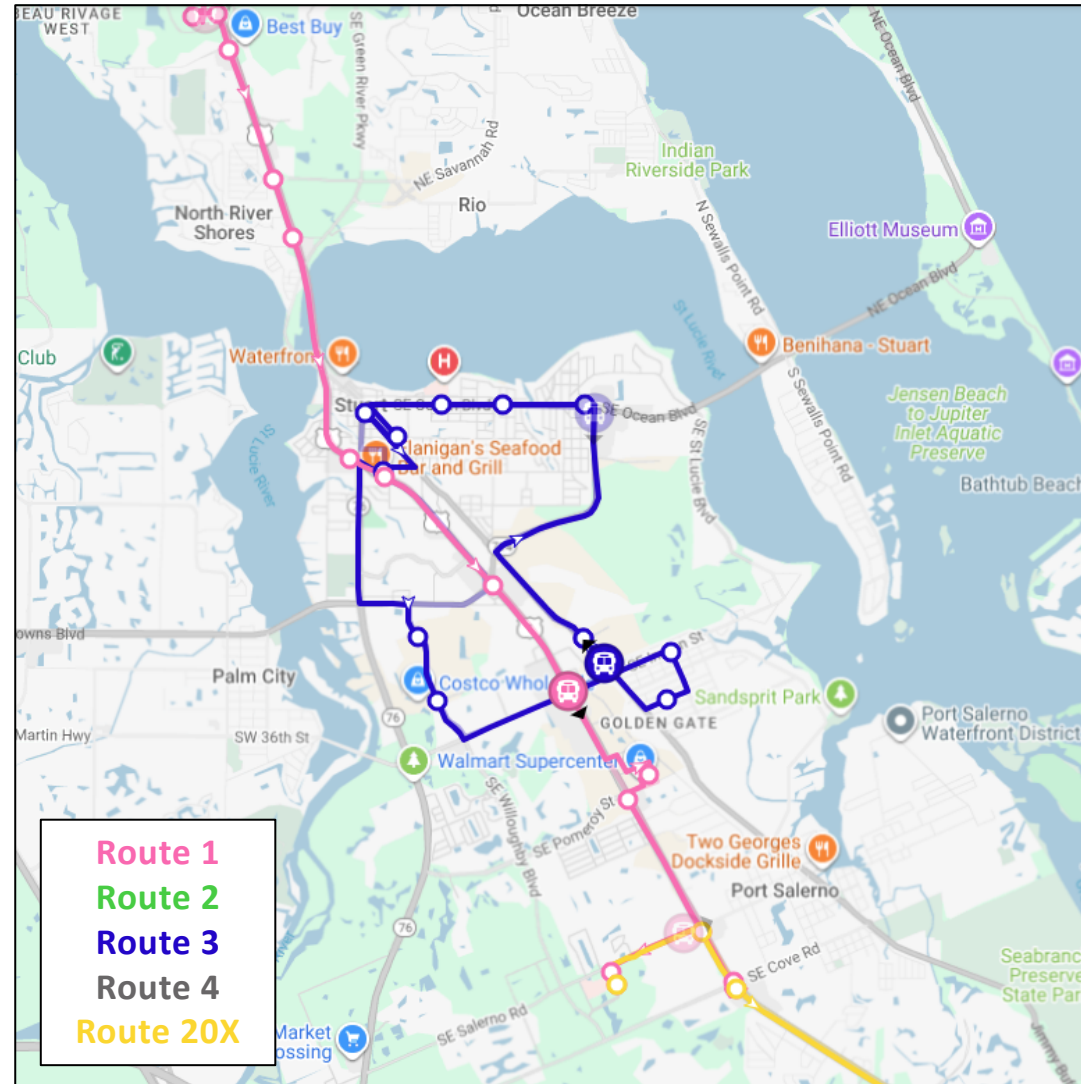 BEAU RIVAGE
WEST
Best Buy
Ocean Breeze
SE Green River Pkwy
NE Ocean Blvd
NE Savannah Rd
Indian
Riverside Park
Rio
North River
Shores
N Sewalls Point Rd
Elliott Museum
NE Ocean Blvd
St Lucie River
Club
Waterfront
H
Benihana - Stuart
S Sewalls Point Rd
Jensen Beach
to Jupiter
Inlet Aquatic
Preserve
Stuart
SE Ocean Blvd
SE Ocean Blvd
SE St Lucie Blvd
St Lucie River
Flanigan's Seafood
Bar and Grill
Bathtub Beach
owns Blvd
Palm City
Costco Whol
Sandsprit Park
GOLDEN GATE
Port Salerno
Waterfront District
76
Martin Hwy
SW 36th St
Walmart Supercenter
SE Willoughby Blvd
SE Pomeroy St
Two Georges
Dockside Grille
Port Salerno
76
SE Cove Rd
Seabranc
Preserve
State Par
SE Salerno Rd
Market
ossing
Route 1
Route 2
Route 3
Route 4
Route 20X